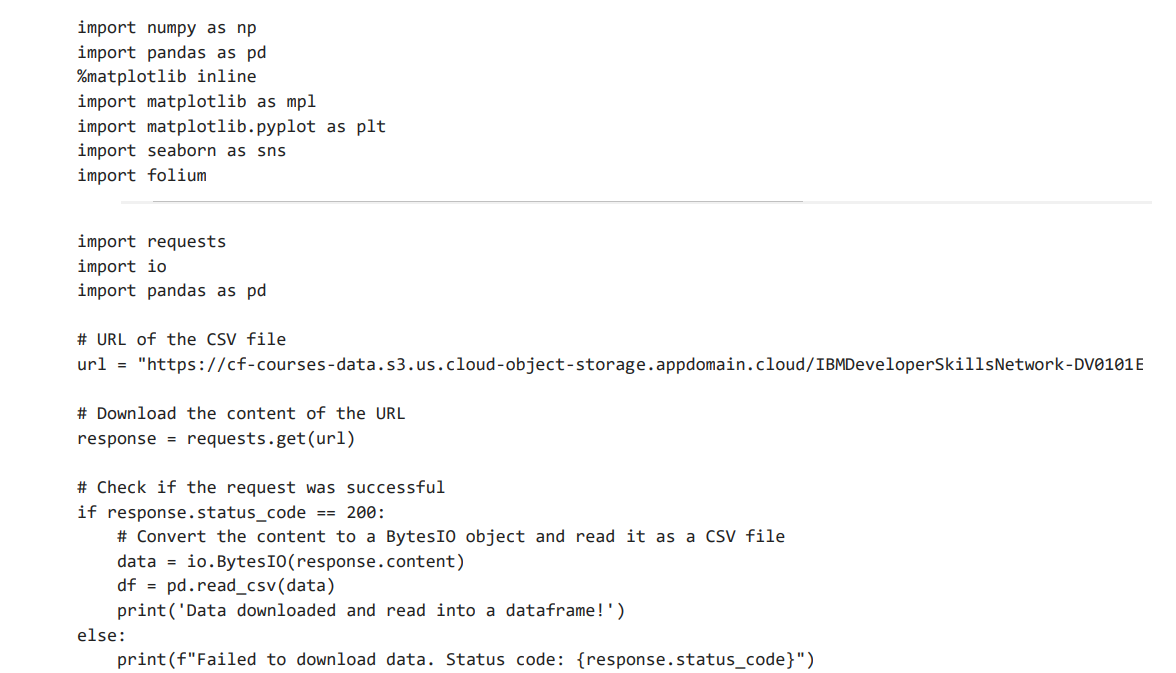 import numpy as np
import pandas as pd
%matplotlib inline
import matplotlib as mpl
import matplotlib.pyplot as plt
import seaborn as sns
import folium
import requests
import io
import pandas as pd
# URL of the CSV file
url = "https://cf-courses-data.s3.us.cloud-object-storage.appdomain.cloud/IBMDeveloperSkillsNetwork-DV0101E
# Download the content of the URL
response = requests.get(url)
# Check if the request was successful
if response.status_code == 200:
    # Convert the content to a BytesIO object and read it as a CSV file
    data = io.BytesIO(response.content)
    df = pd.read_csv(data)
    print('Data downloaded and read into a dataframe!')
else:
    print(f"Failed to download data. Status code: {response.status_code}")